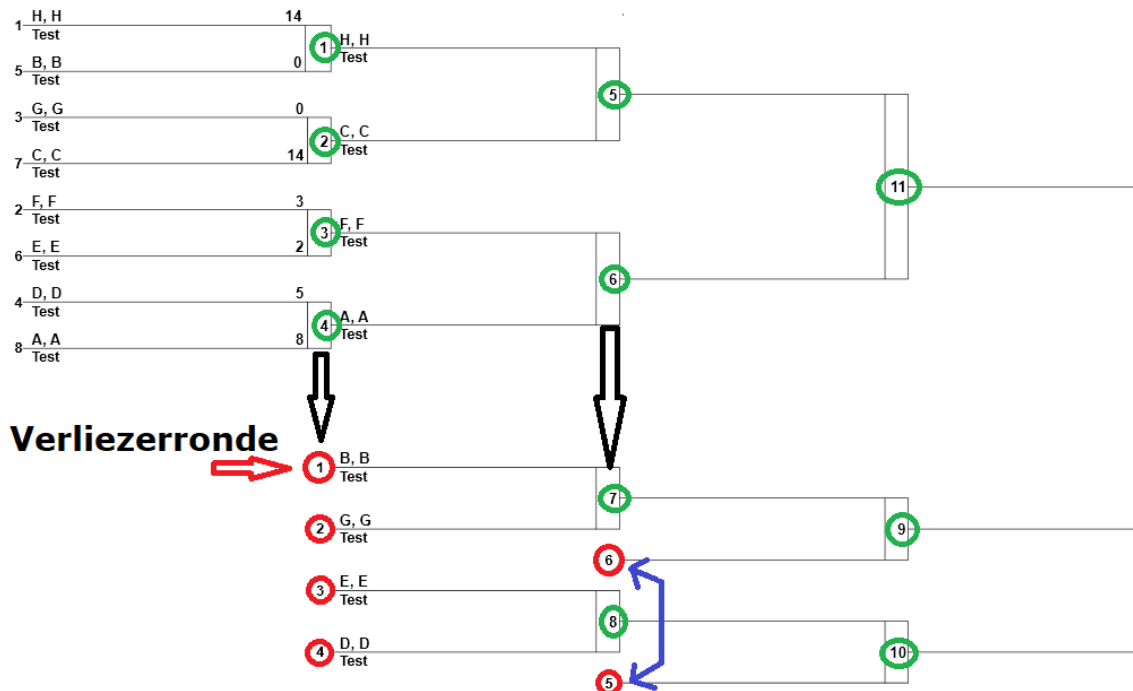 1 H, H 14
Test
1 H, H
Test
5 B, B 0
Test
3 G, G 0
Test
2 C, C
Test
7 C, C 14
Test
5
11
2 F, F 3
Test
3 F, F
Test
6 E, E 2
Test
6
4 D, D 5
Test
4 A, A
Test
8 A, A 8
Test
Verliezerronde
1 B, B
Test
7
2 G, G
Test
9
6
3 E, E
Test
8
4 D, D
Test
10
5